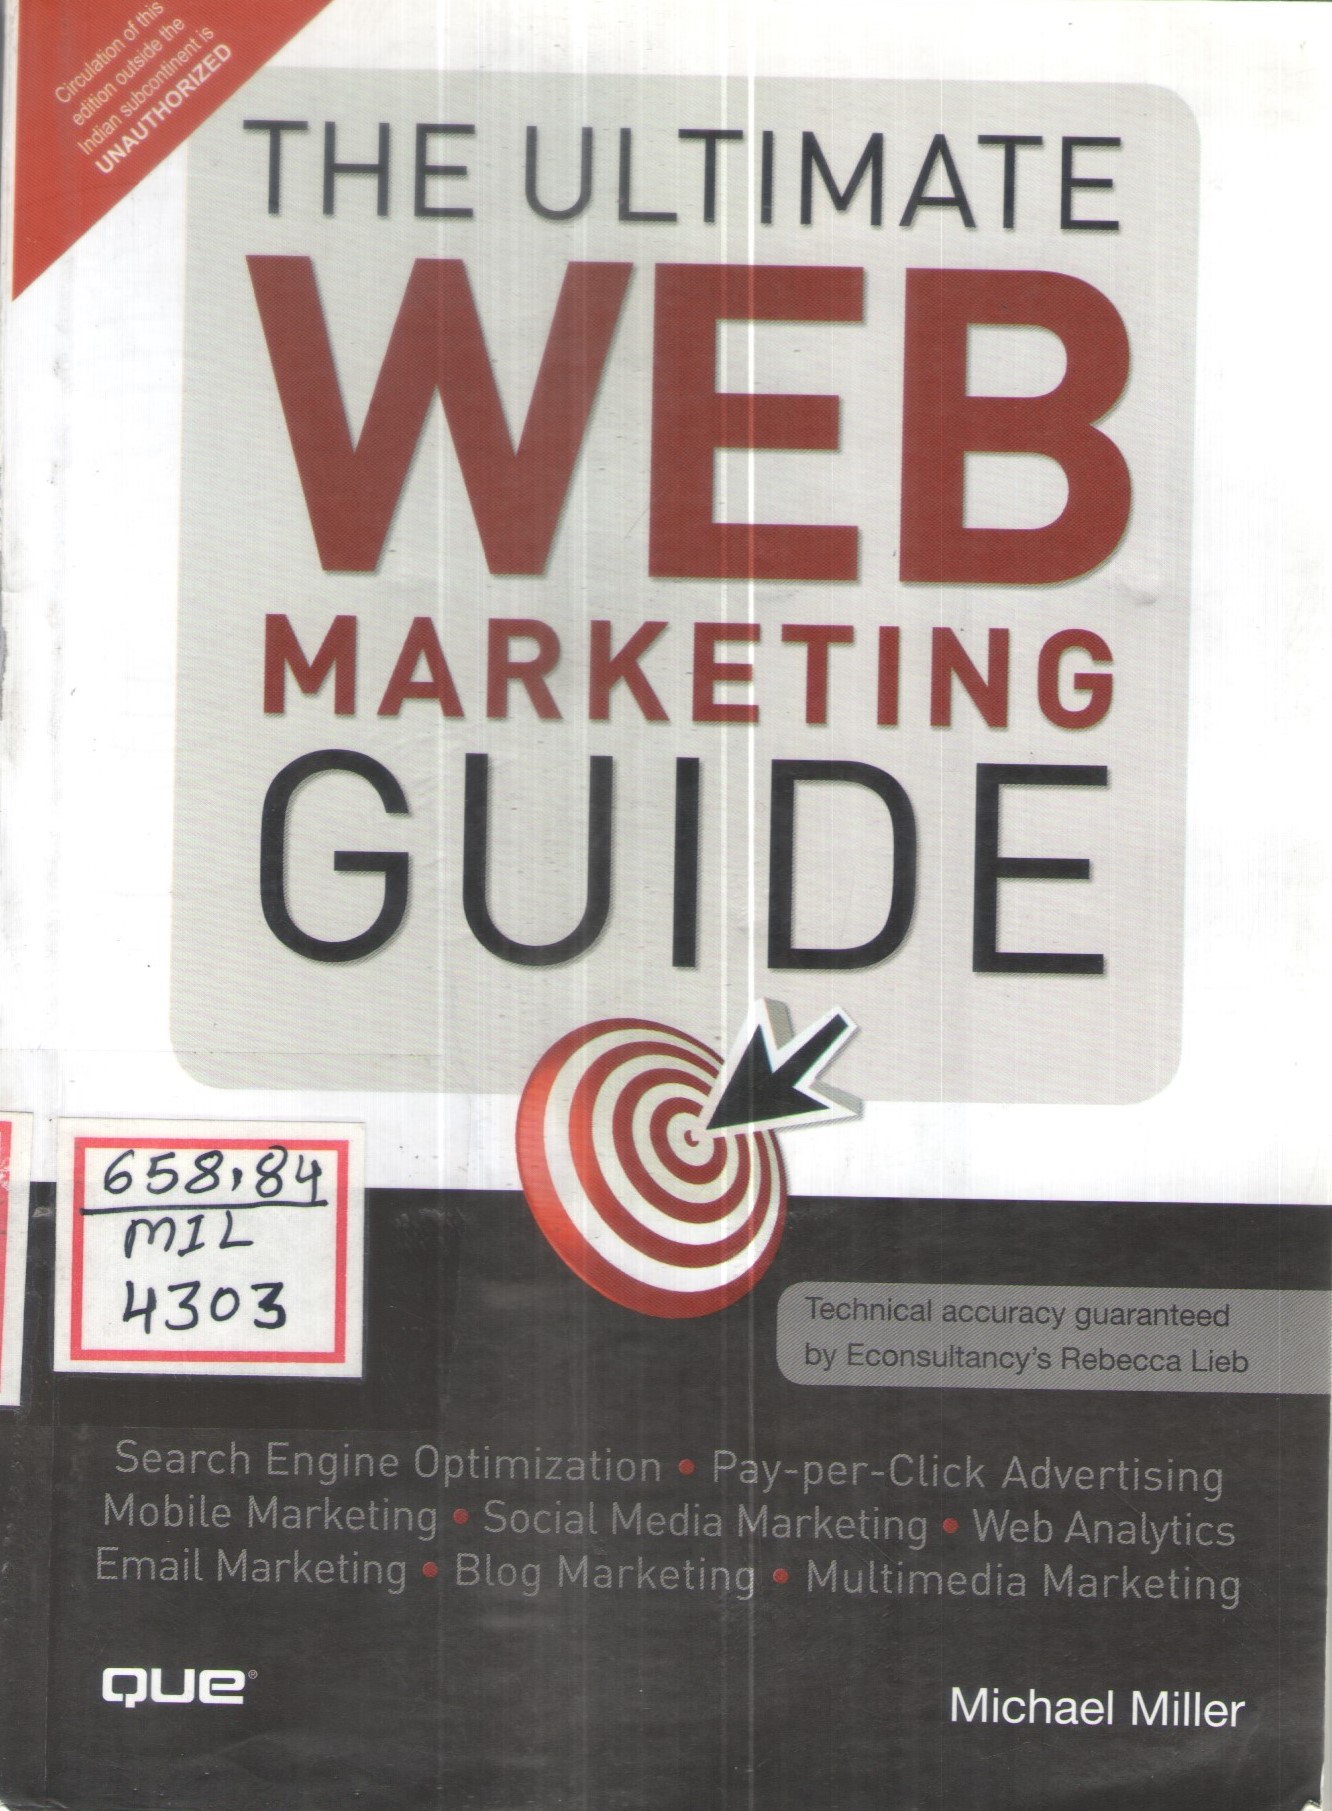 Circulation of this
edition outside the
Indian subcontinent is
UNAUTHORIZED
THE ULTIMATE
WEB
MARKETING
GUIDE
658.84
MIL
4303
Technical accuracy guaranteed
by Econsultancy's Rebecca Lieb
Search Engine Optimization • Pay-per-Click Advertising
Mobile Marketing • Social Media Marketing • Web Analytics
Email Marketing • Blog Marketing • Multimedia Marketing
QUE®
Michael Miller